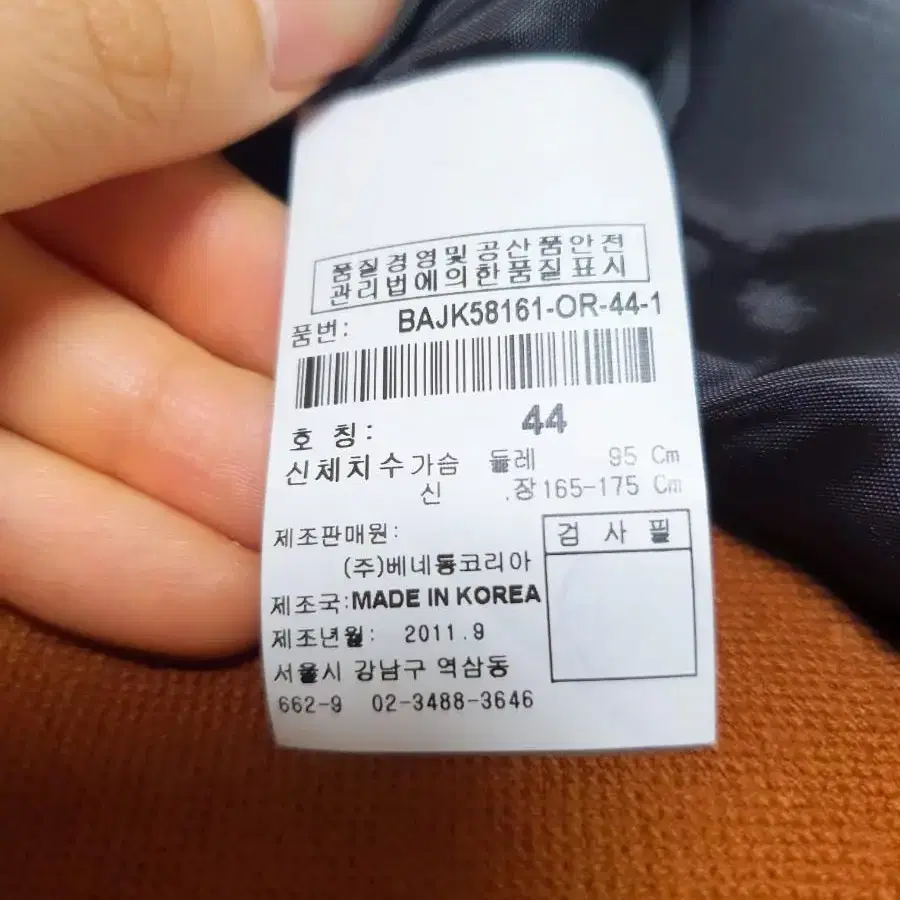 품질경영및공산품안전
관리법에의한품질표시
품번: BAJK58161-OR-44-1
호 칭: 44
신체치수 가슴 둘레 95 Cm
신 .장 165-175 Cm
제조판매원: 검 사 필
(주)베네통코리아
제조국:MADE IN KOREA
제조년월: 2011.9
서울시 강남구 역삼동
662-9 02-3488-3646